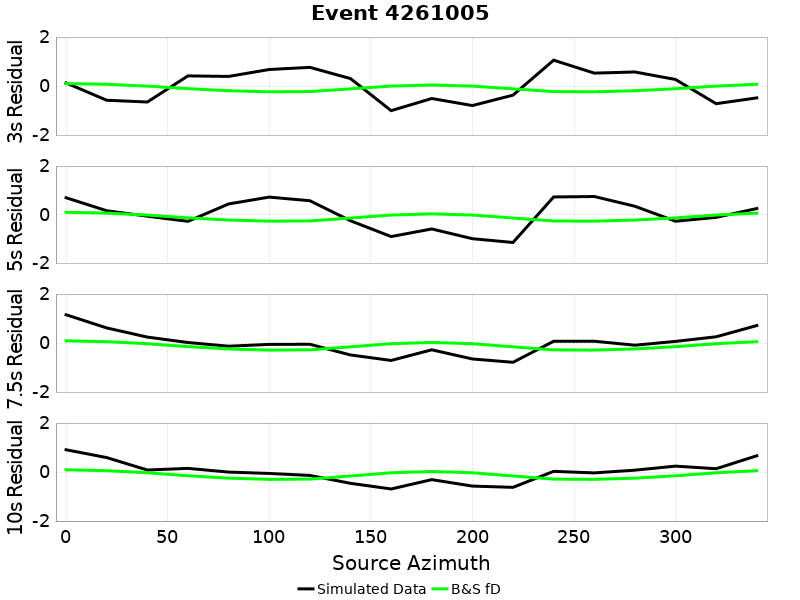 Event 4261005
3s Residual
2
0
-2
5s Residual
2
0
-2
7.5s Residual
2
0
-2
10s Residual
2
0
-2
0 50 100 150 200 250 300
Source Azimuth
Simulated Data B&S fD